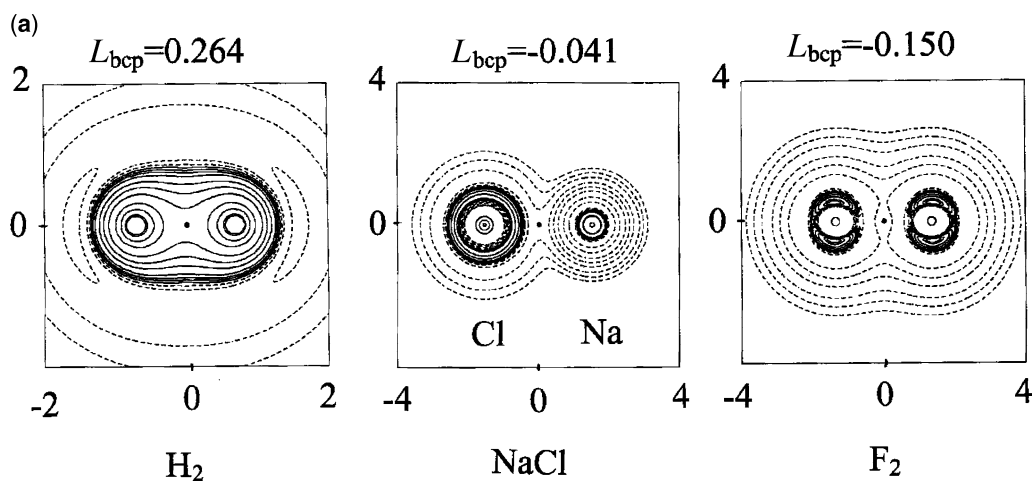 (a)
L_bcp=0.264
L_bcp=-0.041
L_bcp=-0.150
2
0
-2
0
2
H₂
4
0
Cl
Na
-4
0
4
NaCl
4
0
-4
0
4
F₂